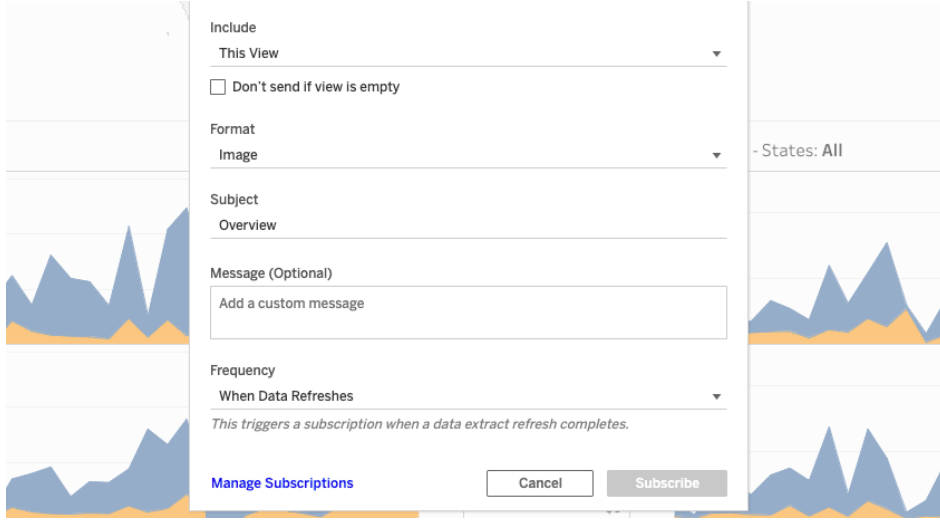 Include
This View
Don't send if view is empty
Format
Image
- States: All
Subject
Overview
Message (Optional)
Add a custom message
Frequency
When Data Refreshes
This triggers a subscription when a data extract refresh completes.
Manage Subscriptions
Cancel
Subscribe